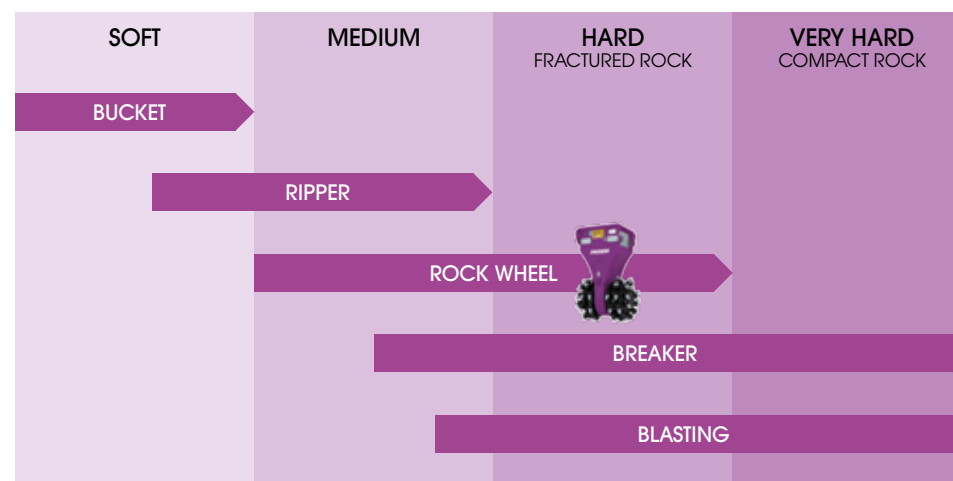 SOFT
MEDIUM
HARD
FRACTURED ROCK
VERY HARD
COMPACT ROCK
BUCKET
RIPPER
ROCK WHEEL
BREAKER
BLASTING